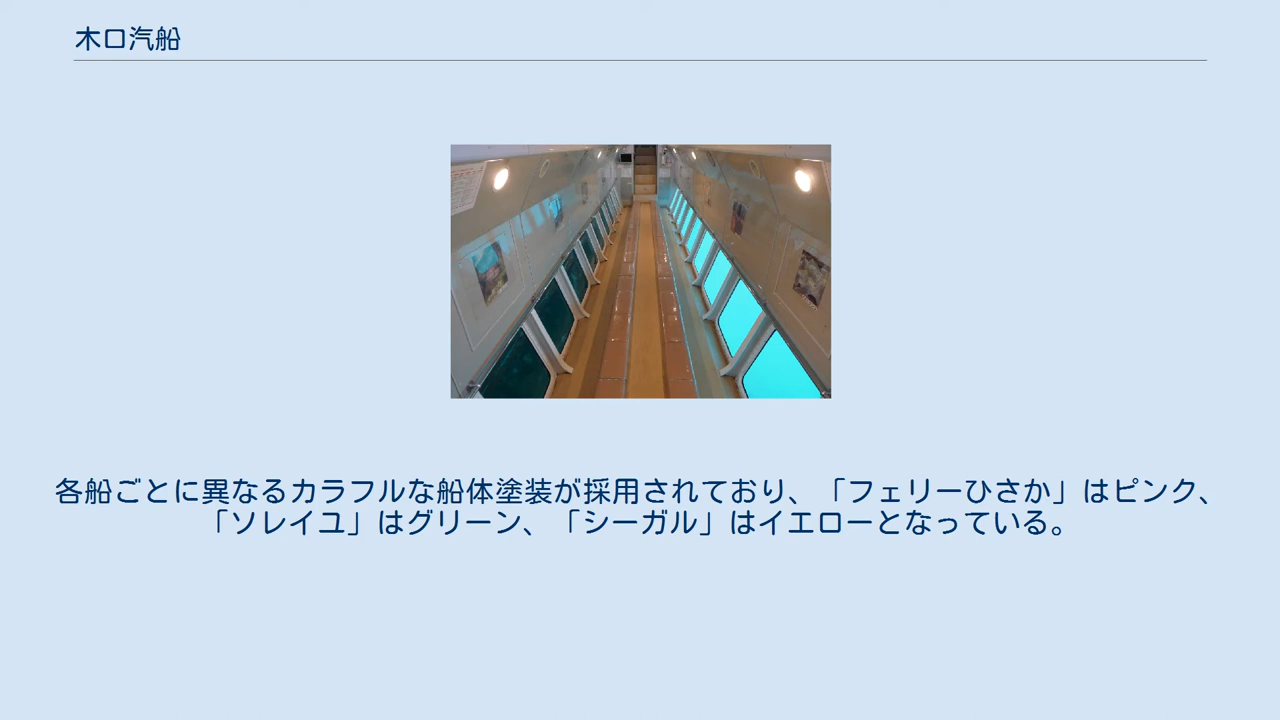 木口汽船
各船ごとに異なるカラフルな船体塗装が採用されており、「フェリーひさか」はピンク、
「ソレイユ」はグリーン、「シーガル」はイエローとなっている。